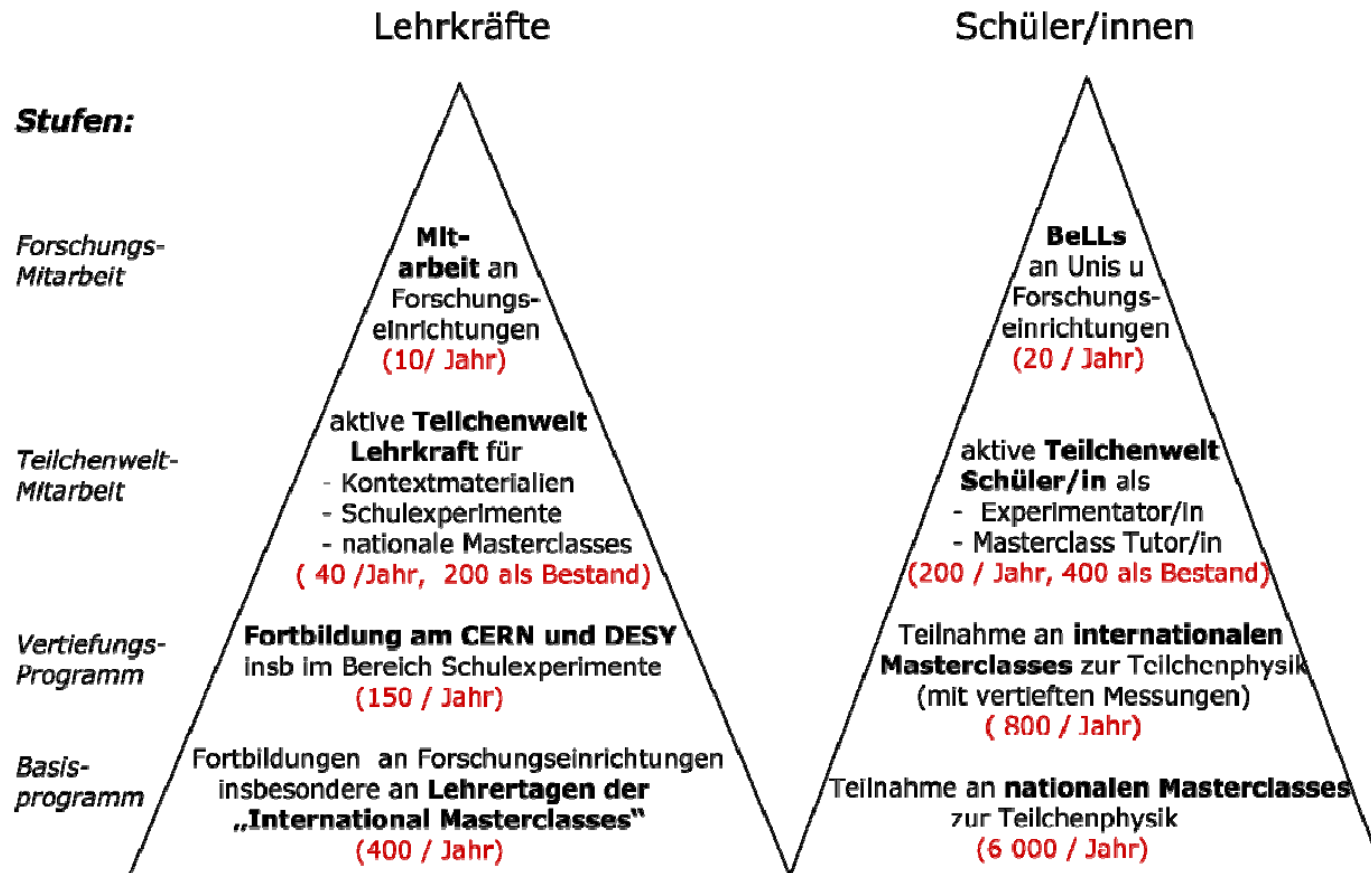 Lehrkräfte
Schüler/innen
Stufen:
Forschungs-
Mitarbeit
Mit-
arbeit an
Forschungs-
einrichtungen
(10/ Jahr)
BeLLs
an Unis u
Forschungs-
einrichtungen
(20 / Jahr)
Teilchenwelt-
Mitarbeit
aktive Teilchenwelt
Lehrkraft für
- Kontextmaterialien
- Schulexperimente
- nationale Masterclasses
( 40 /Jahr, 200 als Bestand)
aktive Teilchenwelt
Schüler/in als
- Experimentator/in
- Masterclass Tutor/in
(200 / Jahr, 400 als Bestand)
Vertiefungs-
Programm
Fortbildung am CERN und DESY
insb im Bereich Schulexperimente
(150 / Jahr)
Teilnahme an internationalen
Masterclasses zur Teilchenphysik
(mit vertieften Messungen)
( 800 / Jahr)
Basis-
programm
Fortbildungen an Forschungseinrichtungen
insbesondere an Lehrertagen der
„International Masterclasses“
(400 / Jahr)
Teilnahme an nationalen Masterclasses
zur Teilchenphysik
(6 000 / Jahr)